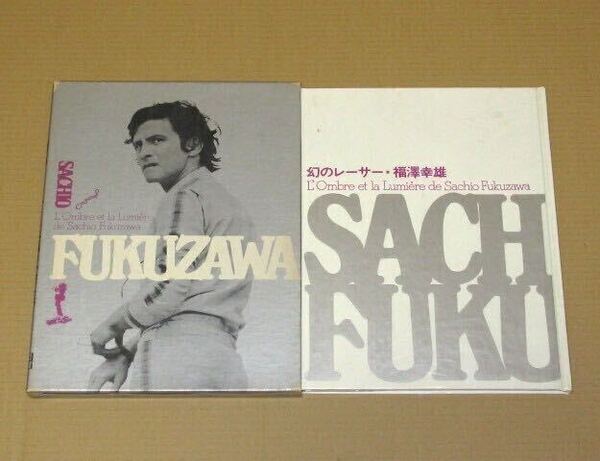 SACHIO
L'Ombre et la Lumière
de Sachio Fukuzawa
FUKUZAWA
幻のレーサー・福澤幸雄
L'Ombre et la Lumière de Sachio Fukuzawa
SACH
FUKU